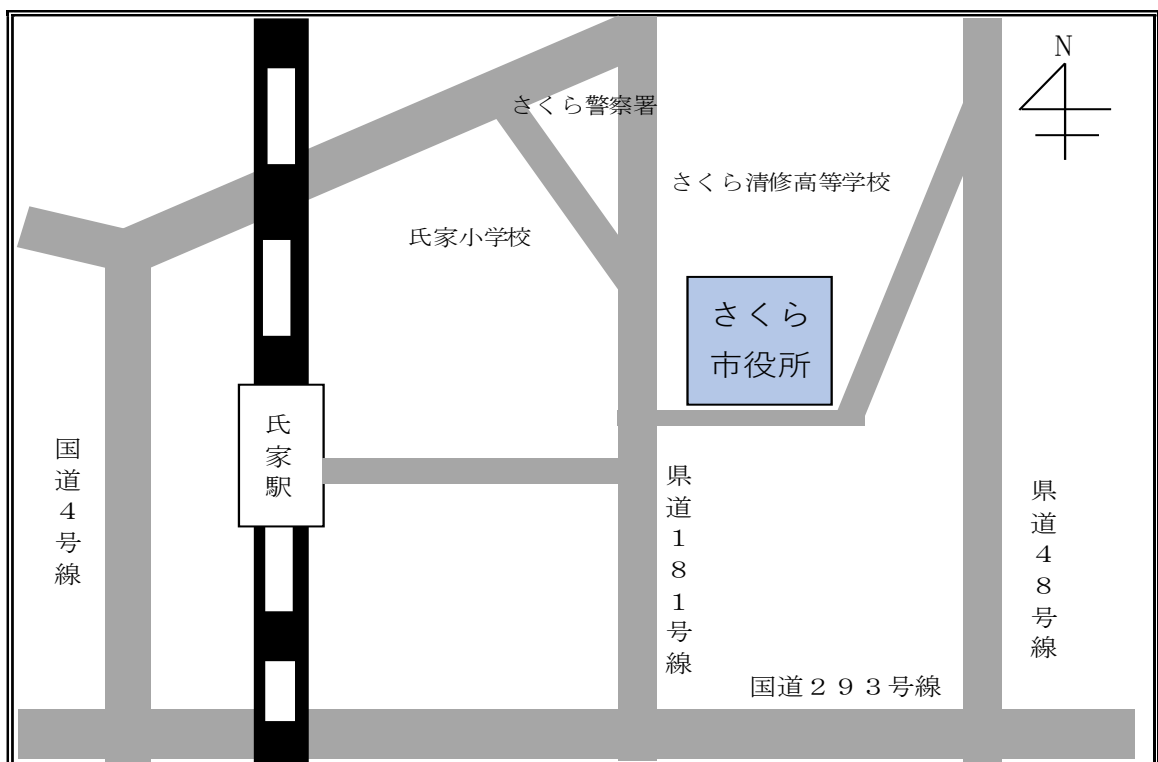 N
さくら警察署
さくら清修高等学校
氏家小学校
さくら
市役所
氏家駅
国道4号線
県道181号線
県道48号線
国道293号線